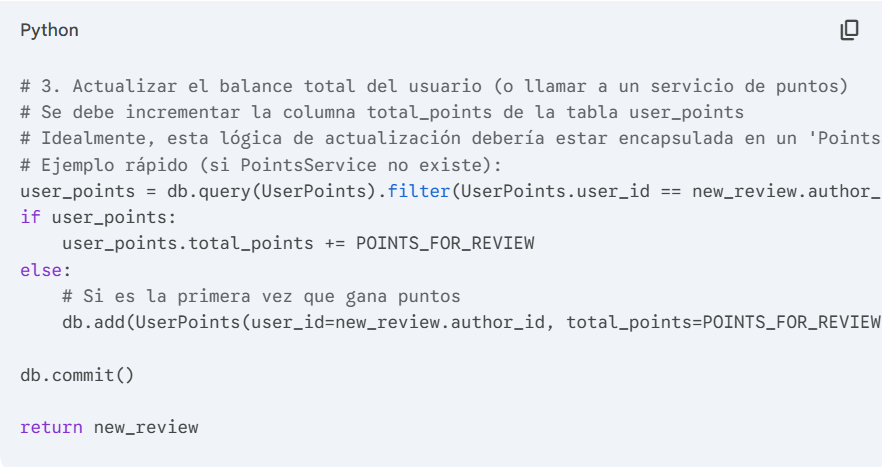 Python
# 3. Actualizar el balance total del usuario (o llamar a un servicio de puntos)
# Se debe incrementar la columna total_points de la tabla user_points
# Idealmente, esta lógica de actualización debería estar encapsulada en un 'Points
# Ejemplo rápido (si PointsService no existe):
user_points = db.query(UserPoints).filter(UserPoints.user_id == new_review.author_
if user_points:
    user_points.total_points += POINTS_FOR_REVIEW
else:
    # Si es la primera vez que gana puntos
    db.add(UserPoints(user_id=new_review.author_id, total_points=POINTS_FOR_REVIEW
db.commit()
return new_review